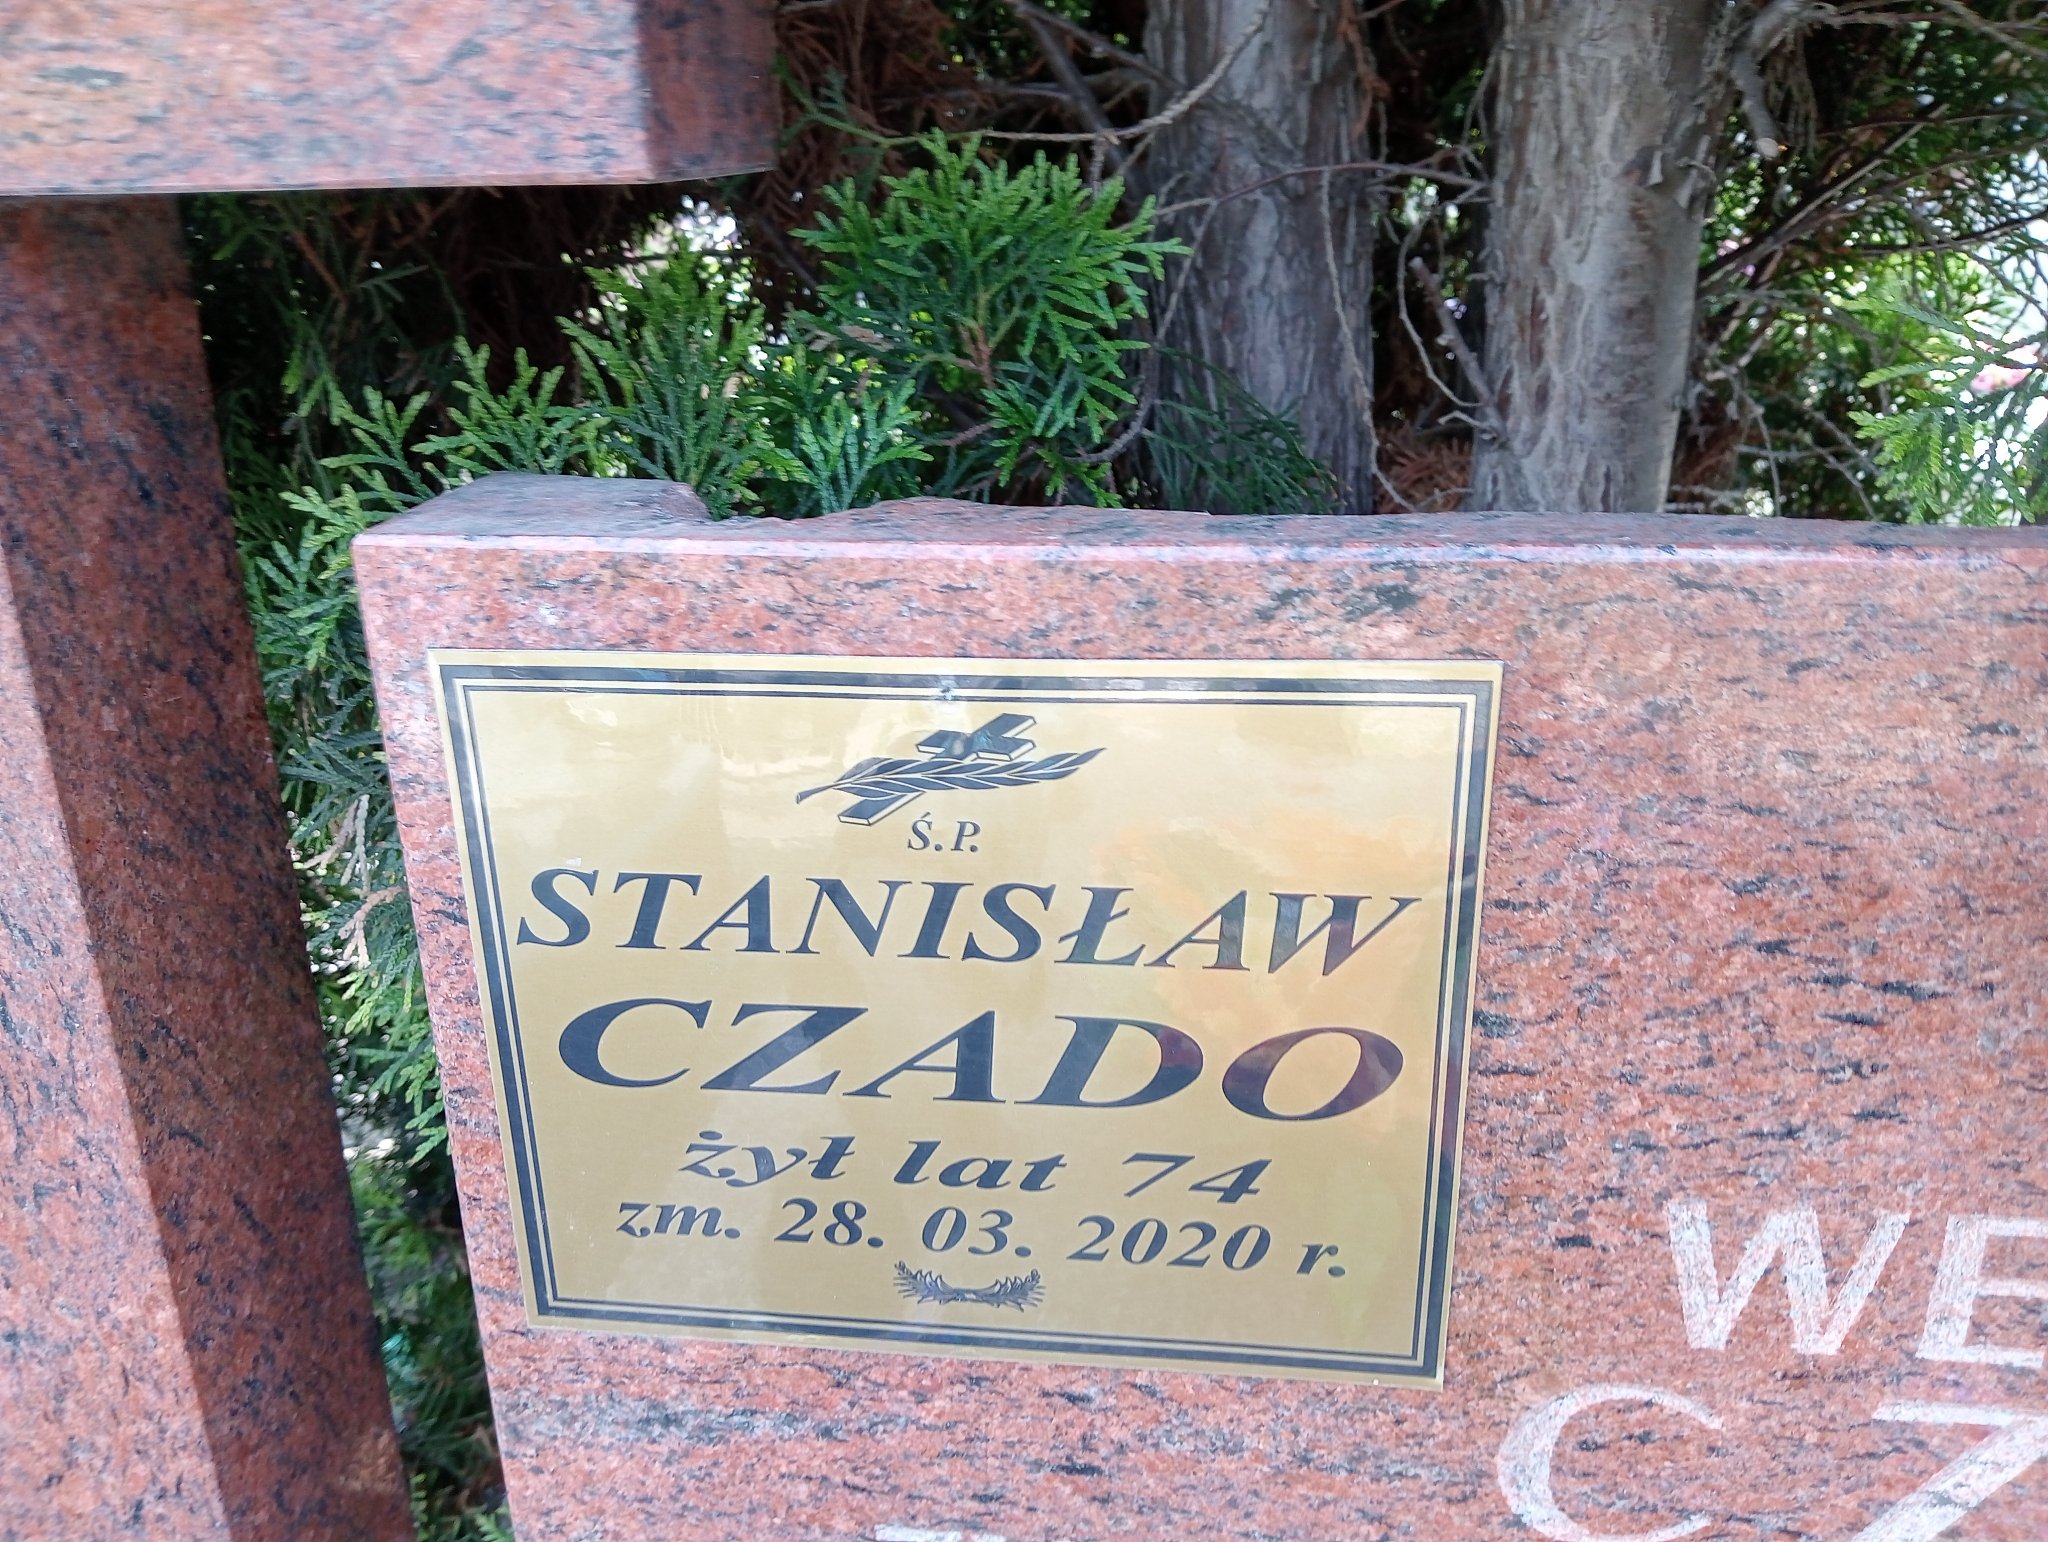 Ś.P.
STANISŁAW
CZADO
żył lat 74
zm. 28. 03. 2020 r.